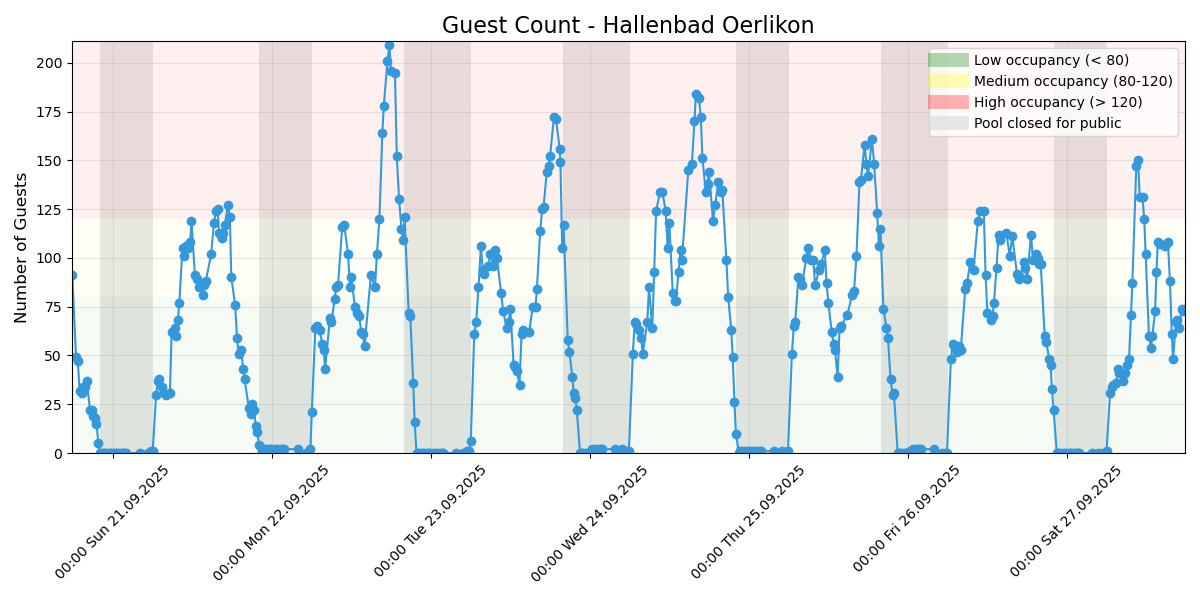 Guest Count - Hallenbad Oerlikon
Number of Guests
200
175
150
125
100
75
50
25
0
Low occupancy (< 80)
Medium occupancy (80-120)
High occupancy (> 120)
Pool closed for public
00:00 Sun 21.09.2025
00:00 Mon 22.09.2025
00:00 Tue 23.09.2025
00:00 Wed 24.09.2025
00:00 Thu 25.09.2025
00:00 Fri 26.09.2025
00:00 Sat 27.09.2025